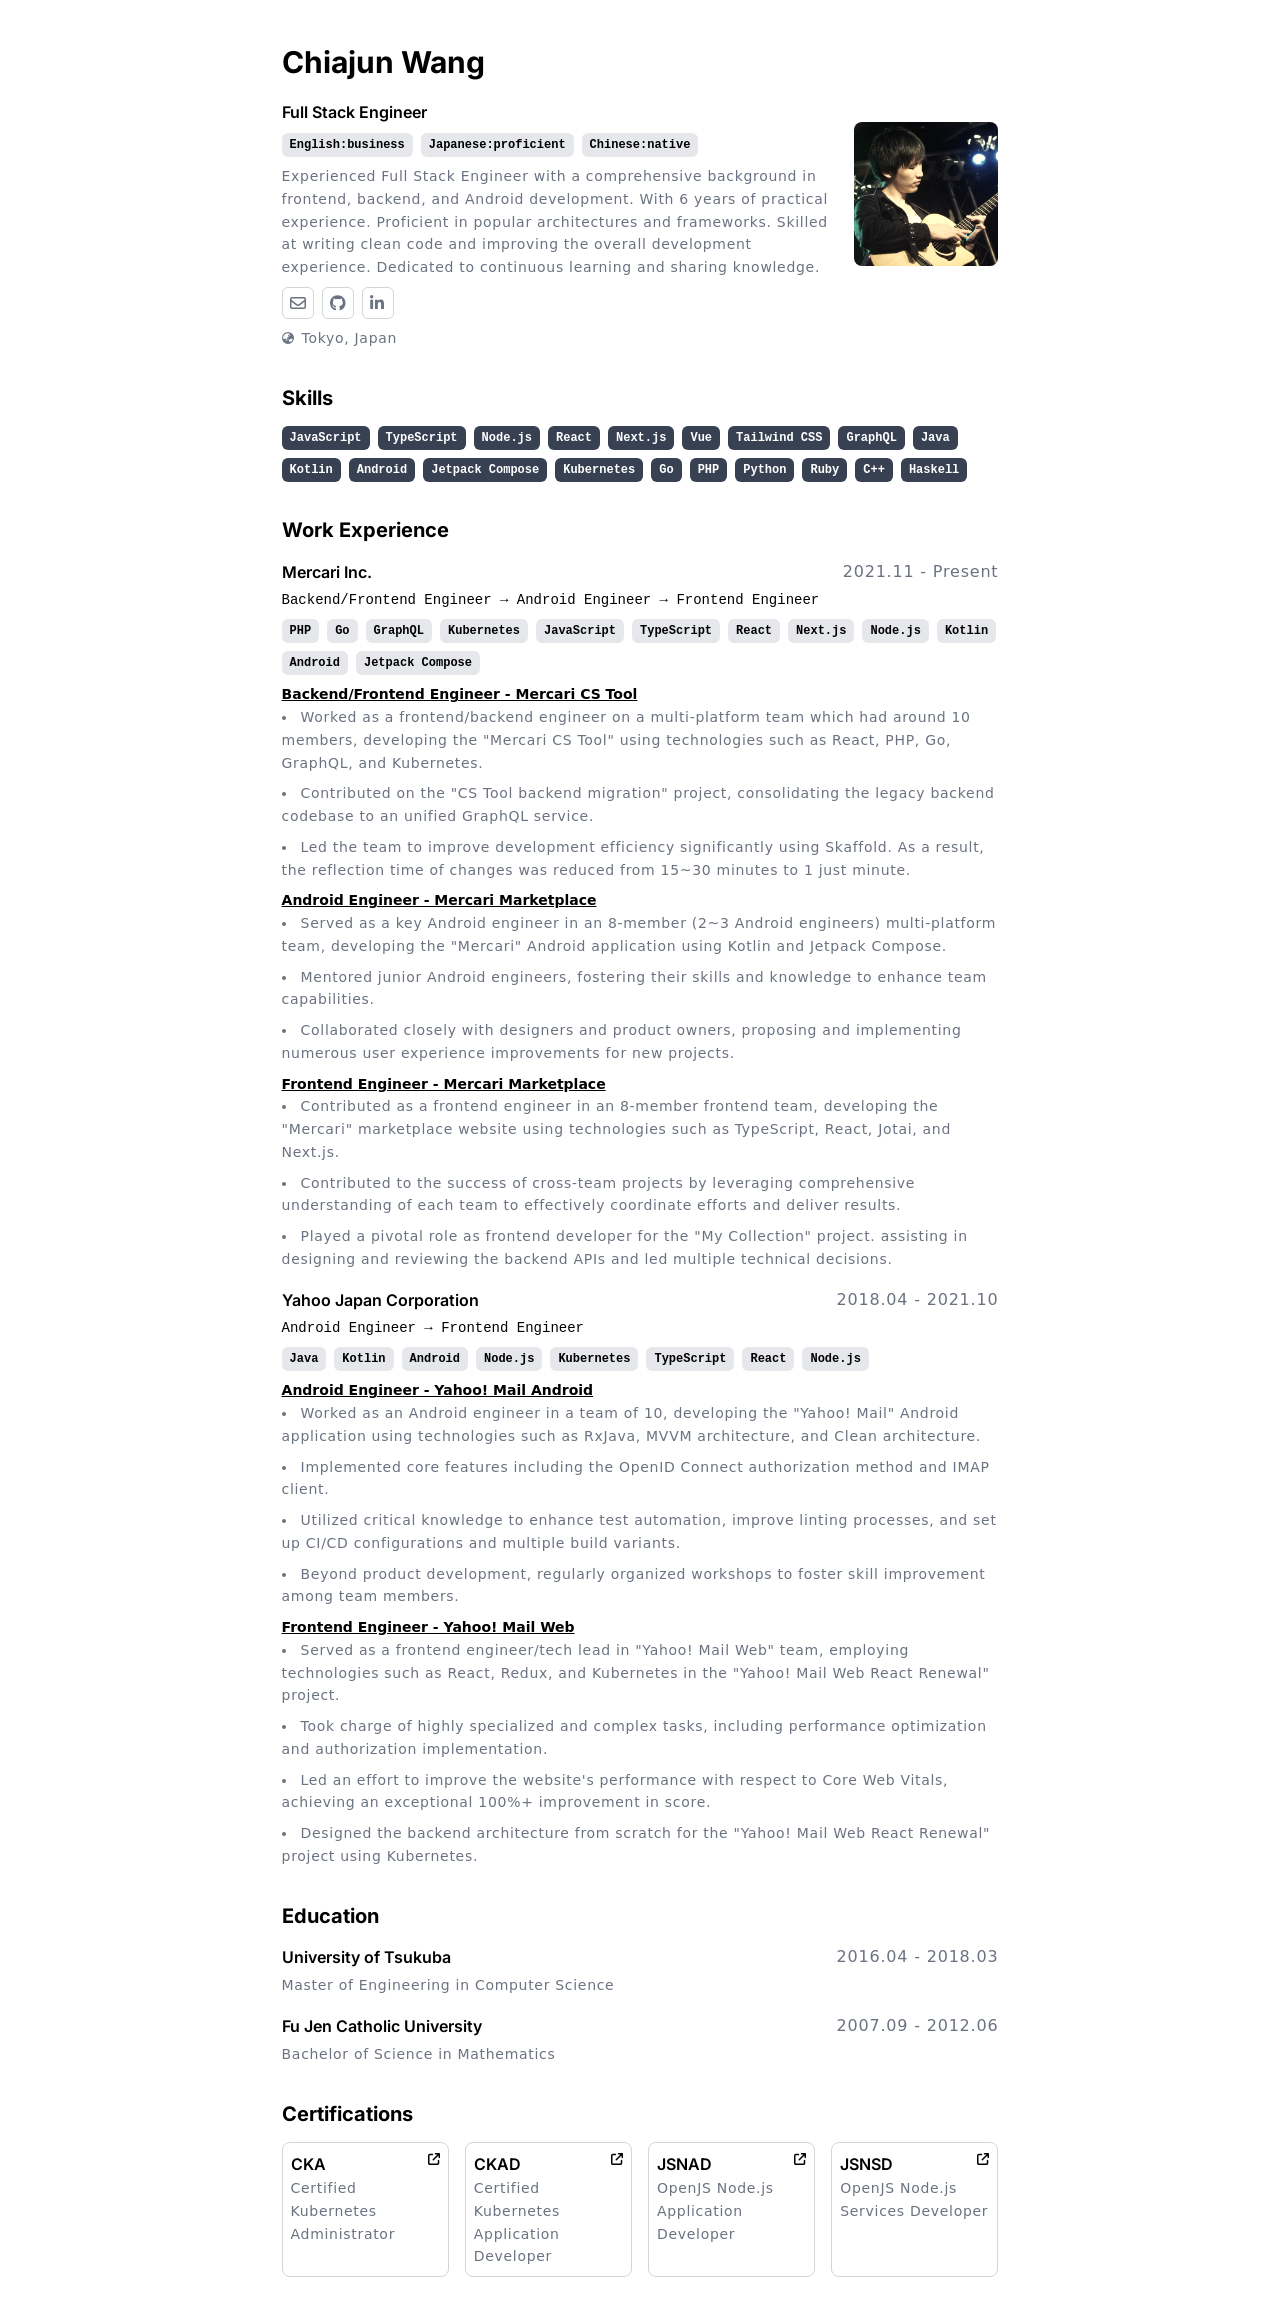 Chiajun Wang
Full Stack Engineer
English:business Japanese:proficient Chinese:native
Experienced Full Stack Engineer with a comprehensive background in
frontend, backend, and Android development. With 6 years of practical
experience. Proficient in popular architectures and frameworks. Skilled
at writing clean code and improving the overall development
experience. Dedicated to continuous learning and sharing knowledge.
Tokyo, Japan
Skills
JavaScript TypeScript Node.js React Next.js Vue Tailwind CSS GraphQL Java
Kotlin Android Jetpack Compose Kubernetes Go PHP Python Ruby C++ Haskell
Work Experience
Mercari Inc. 2021.11 - Present
Backend/Frontend Engineer → Android Engineer → Frontend Engineer
PHP Go GraphQL Kubernetes JavaScript TypeScript React Next.js Node.js Kotlin
Android Jetpack Compose
Backend/Frontend Engineer - Mercari CS Tool
• Worked as a frontend/backend engineer on a multi-platform team which had around 10
members, developing the "Mercari CS Tool" using technologies such as React, PHP, Go,
GraphQL, and Kubernetes.
• Contributed on the "CS Tool backend migration" project, consolidating the legacy backend
codebase to an unified GraphQL service.
• Led the team to improve development efficiency significantly using Skaffold. As a result,
the reflection time of changes was reduced from 15~30 minutes to 1 just minute.
Android Engineer - Mercari Marketplace
• Served as a key Android engineer in an 8-member (2~3 Android engineers) multi-platform
team, developing the "Mercari" Android application using Kotlin and Jetpack Compose.
• Mentored junior Android engineers, fostering their skills and knowledge to enhance team
capabilities.
• Collaborated closely with designers and product owners, proposing and implementing
numerous user experience improvements for new projects.
Frontend Engineer - Mercari Marketplace
• Contributed as a frontend engineer in an 8-member frontend team, developing the
"Mercari" marketplace website using technologies such as TypeScript, React, Jotai, and
Next.js.
• Contributed to the success of cross-team projects by leveraging comprehensive
understanding of each team to effectively coordinate efforts and deliver results.
• Played a pivotal role as frontend developer for the "My Collection" project. assisting in
designing and reviewing the backend APIs and led multiple technical decisions.
Yahoo Japan Corporation 2018.04 - 2021.10
Android Engineer → Frontend Engineer
Java Kotlin Android Node.js Kubernetes TypeScript React Node.js
Android Engineer - Yahoo! Mail Android
• Worked as an Android engineer in a team of 10, developing the "Yahoo! Mail" Android
application using technologies such as RxJava, MVVM architecture, and Clean architecture.
• Implemented core features including the OpenID Connect authorization method and IMAP
client.
• Utilized critical knowledge to enhance test automation, improve linting processes, and set
up CI/CD configurations and multiple build variants.
• Beyond product development, regularly organized workshops to foster skill improvement
among team members.
Frontend Engineer - Yahoo! Mail Web
• Served as a frontend engineer/tech lead in "Yahoo! Mail Web" team, employing
technologies such as React, Redux, and Kubernetes in the "Yahoo! Mail Web React Renewal"
project.
• Took charge of highly specialized and complex tasks, including performance optimization
and authorization implementation.
• Led an effort to improve the website's performance with respect to Core Web Vitals,
achieving an exceptional 100%+ improvement in score.
• Designed the backend architecture from scratch for the "Yahoo! Mail Web React Renewal"
project using Kubernetes.
Education
University of Tsukuba 2016.04 - 2018.03
Master of Engineering in Computer Science
Fu Jen Catholic University 2007.09 - 2012.06
Bachelor of Science in Mathematics
Certifications
CKA
Certified
Kubernetes
Administrator
CKAD
Certified
Kubernetes
Application
Developer
JSNAD
OpenJS Node.js
Application
Developer
JSNSD
OpenJS Node.js
Services Developer